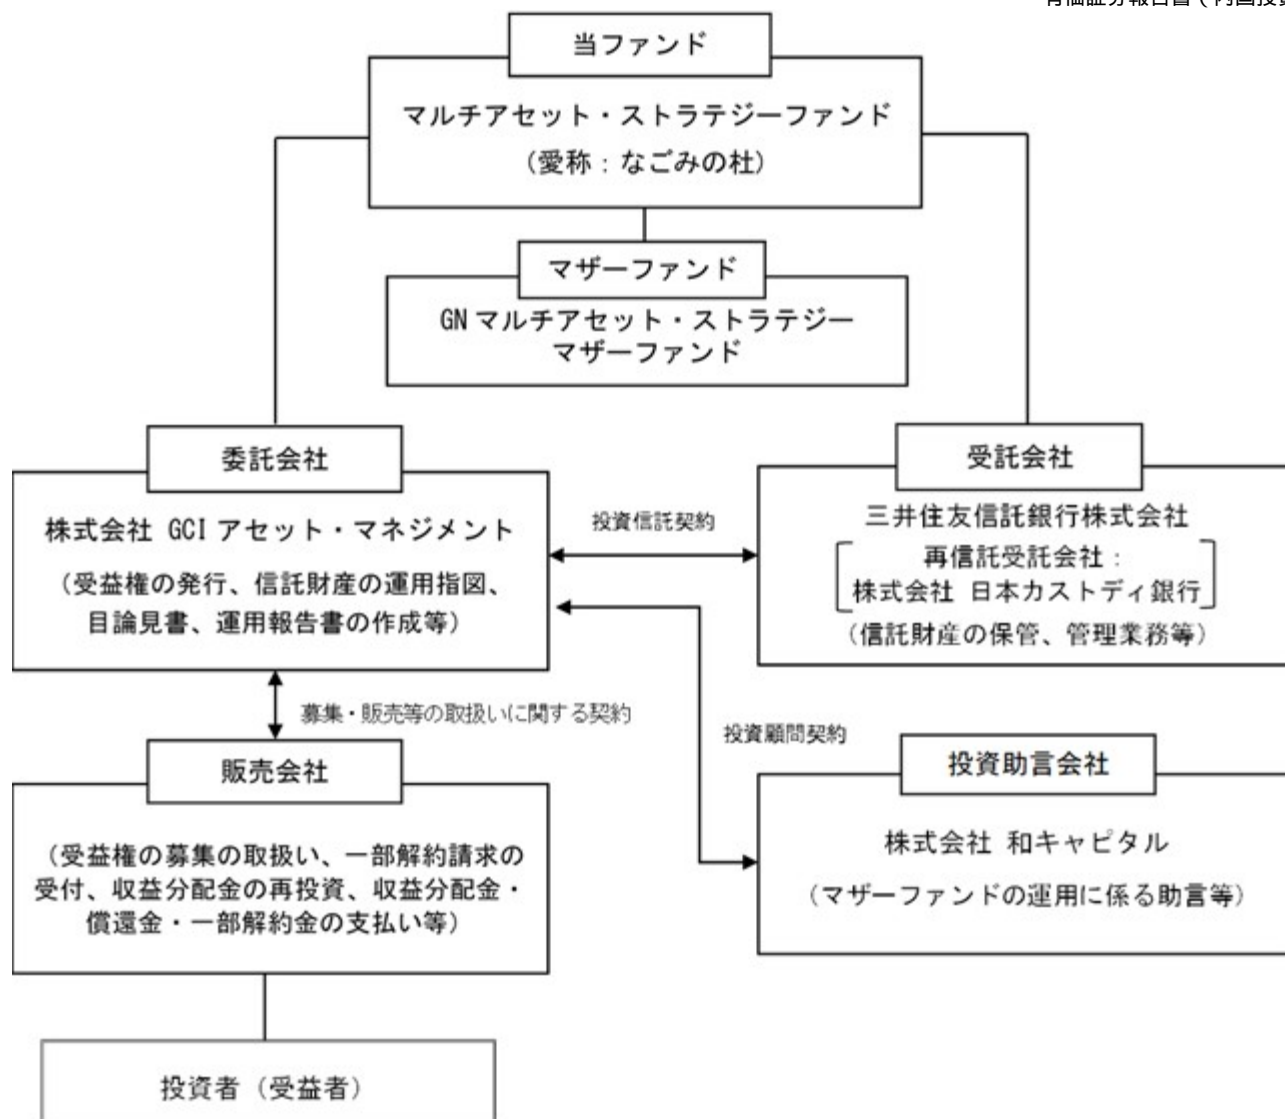 当ファンド
マルチアセット・ストラテジーファンド
（愛称：なごみの杜）
マザーファンド
GN マルチアセット・ストラテジー
マザーファンド
委託会社
株式会社 GCI アセット・マネジメント
（受益権の発行、信託財産の運用指図、
目論見書、運用報告書の作成等）
投資信託契約
受託会社
三井住友信託銀行株式会社
再信託受託会社：
株式会社 日本カストディ銀行
（信託財産の保管、管理業務等）
募集・販売等の取扱いに関する契約
投資顧問契約
販売会社
（受益権の募集の取扱い、一部解約請求の
受付、収益分配金の再投資、収益分配金・
償還金・一部解約金の支払い等）
投資助言会社
株式会社 和キャピタル
（マザーファンドの運用に係る助言等）
投資者（受益者）